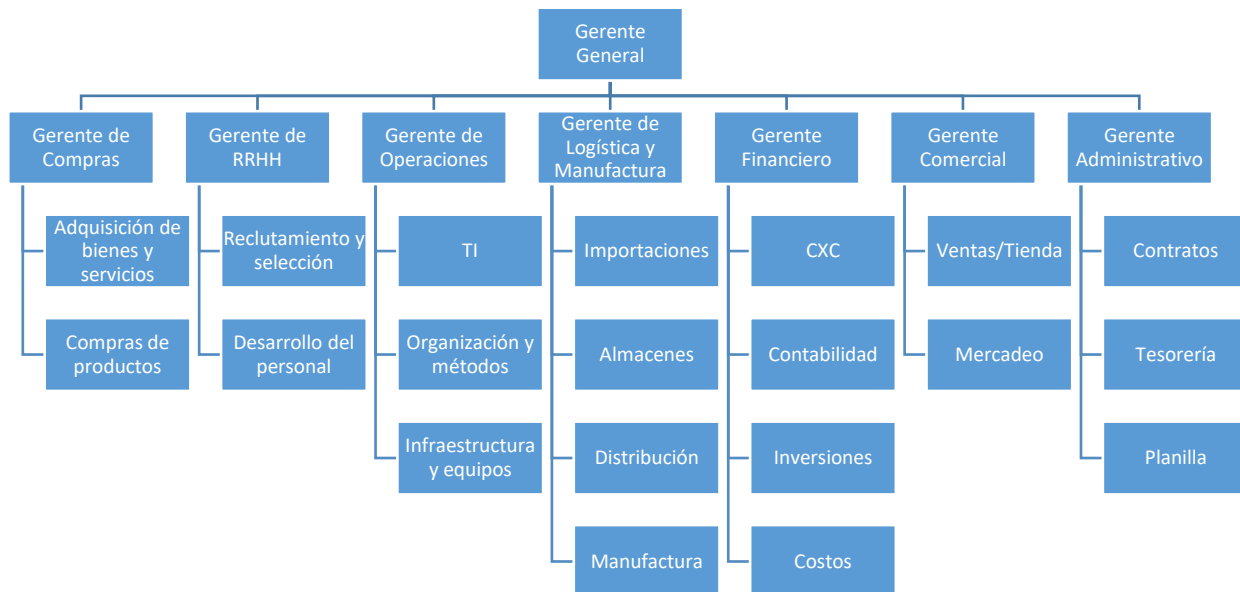 Gerente
General
Gerente de
Compras
Gerente de
RRHH
Gerente de
Operaciones
Gerente de
Logística y
Manufactura
Gerente
Financiero
Gerente
Comercial
Gerente
Administrativo
Adquisición de
bienes y
servicios
Reclutamiento y
selección
TI
Importaciones
CXC
Ventas/Tienda
Contratos
Compras de
productos
Desarrollo del
personal
Organización y
métodos
Almacenes
Contabilidad
Mercadeo
Tesorería
Infraestructura
y equipos
Distribución
Inversiones
Planilla
Manufactura
Costos